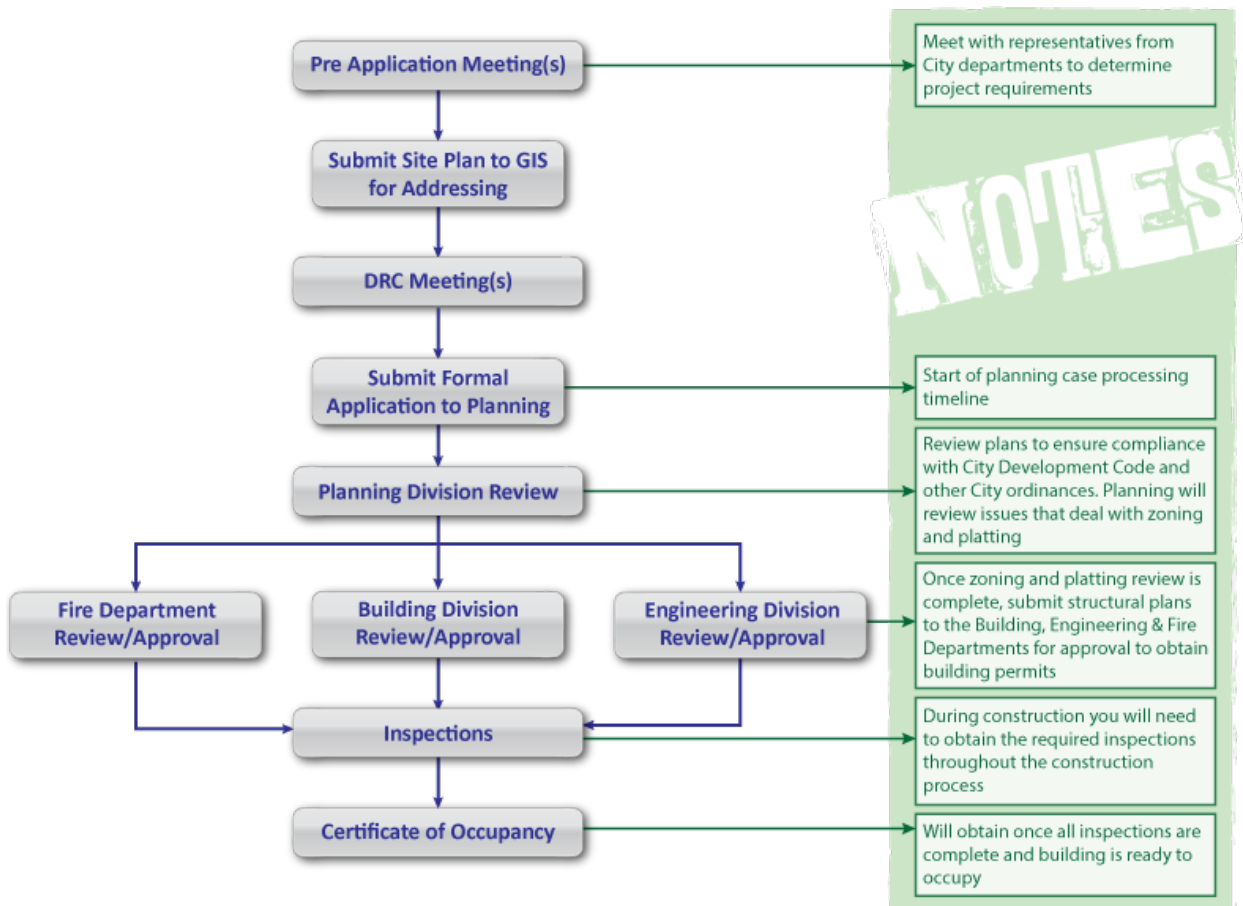 Pre Application Meeting(s)
Meet with representatives from
City departments to determine
project requirements
Submit Site Plan to GIS
for Addressing
NOTES
DRC Meeting(s)
Submit Formal
Application to Planning
Start of planning case processing
timeline
Planning Division Review
Review plans to ensure compliance
with City Development Code and
other City ordinances. Planning will
review issues that deal with zoning
and platting
Fire Department
Review/Approval
Building Division
Review/Approval
Engineering Division
Review/Approval
Once zoning and platting review is
complete, submit structural plans
to the Building, Engineering & Fire
Departments for approval to obtain
building permits
Inspections
During construction you will need
to obtain the required inspections
throughout the construction
process
Certificate of Occupancy
Will obtain once all inspections are
complete and building is ready to
occupy